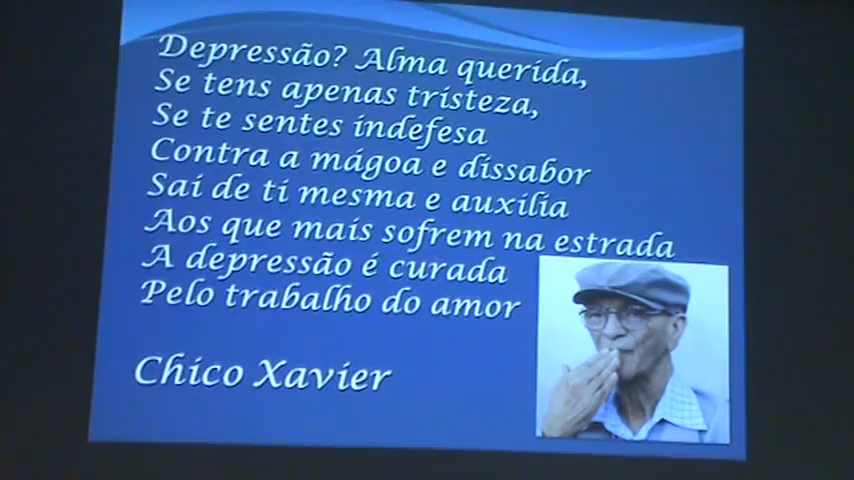 Depressão? Alma querida,
Se tens apenas tristeza,
Se te sentes indefesa
Contra a mágoa e dissabor
Sai de ti mesma e auxilia
Aos que mais sofrem na estrada
A depressão é curada
Pelo trabalho do amor
Chico Xavier